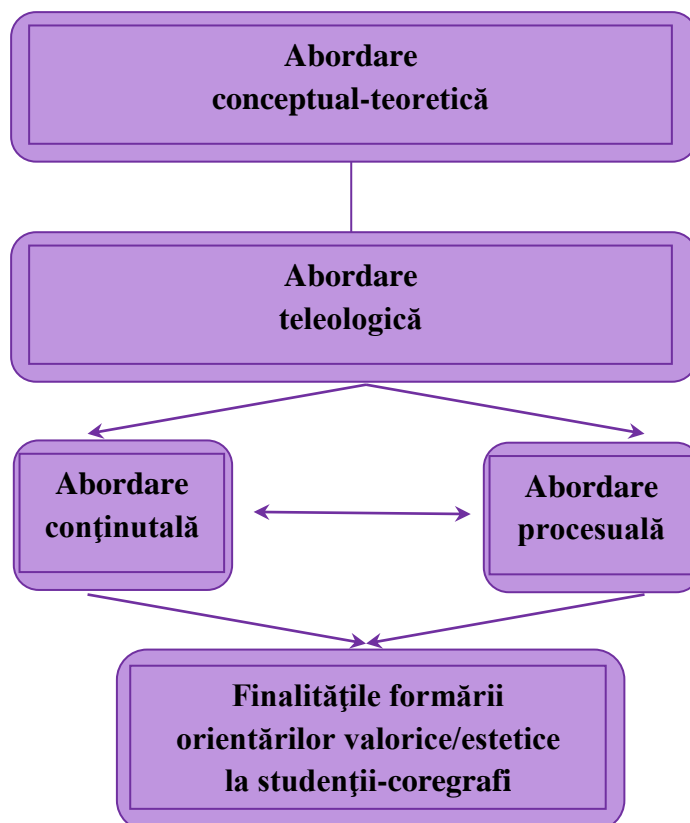 Abordare
conceptual-teoretică
Abordare
teleologică
Abordare
conţinutală
Abordare
procesuală
Finalităţile formării
orientărilor valorice/estetice
la studenţii-coregrafi